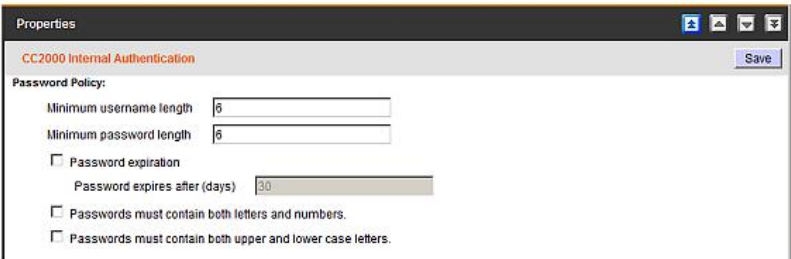 Properties
CC2000 Internal Authentication Save
Password Policy:
Minimum username length 6
Minimum password length 6
Password expiration
Password expires after (days) 30
Passwords must contain both letters and numbers.
Passwords must contain both upper and lower case letters.